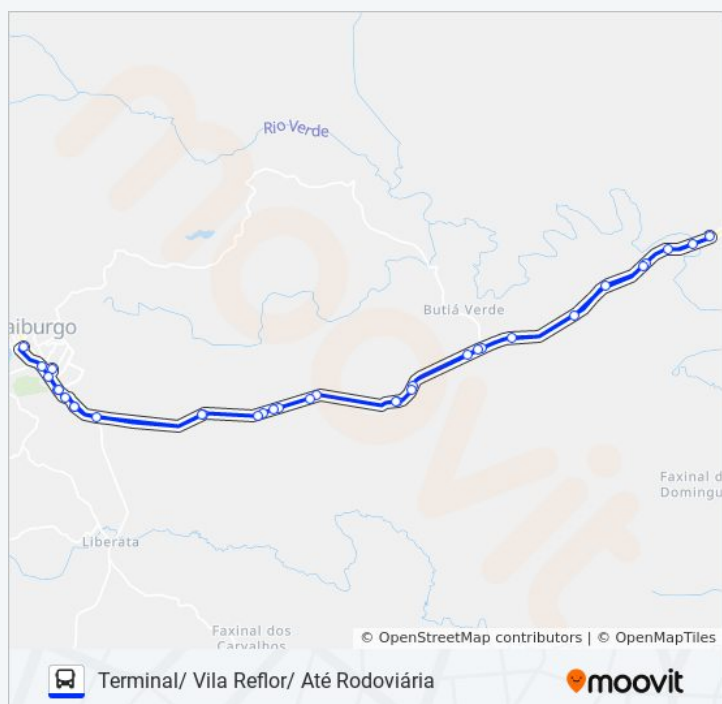 Rio Verde
Butiá Verde
aiburgo
Faxinal d
Domingu
Liberata
Faxinal dos
Carvalhos
moovit
© OpenStreetMap contributors | © OpenMapTiles
Terminal/ Vila Reflor/ Até Rodoviária
moovit